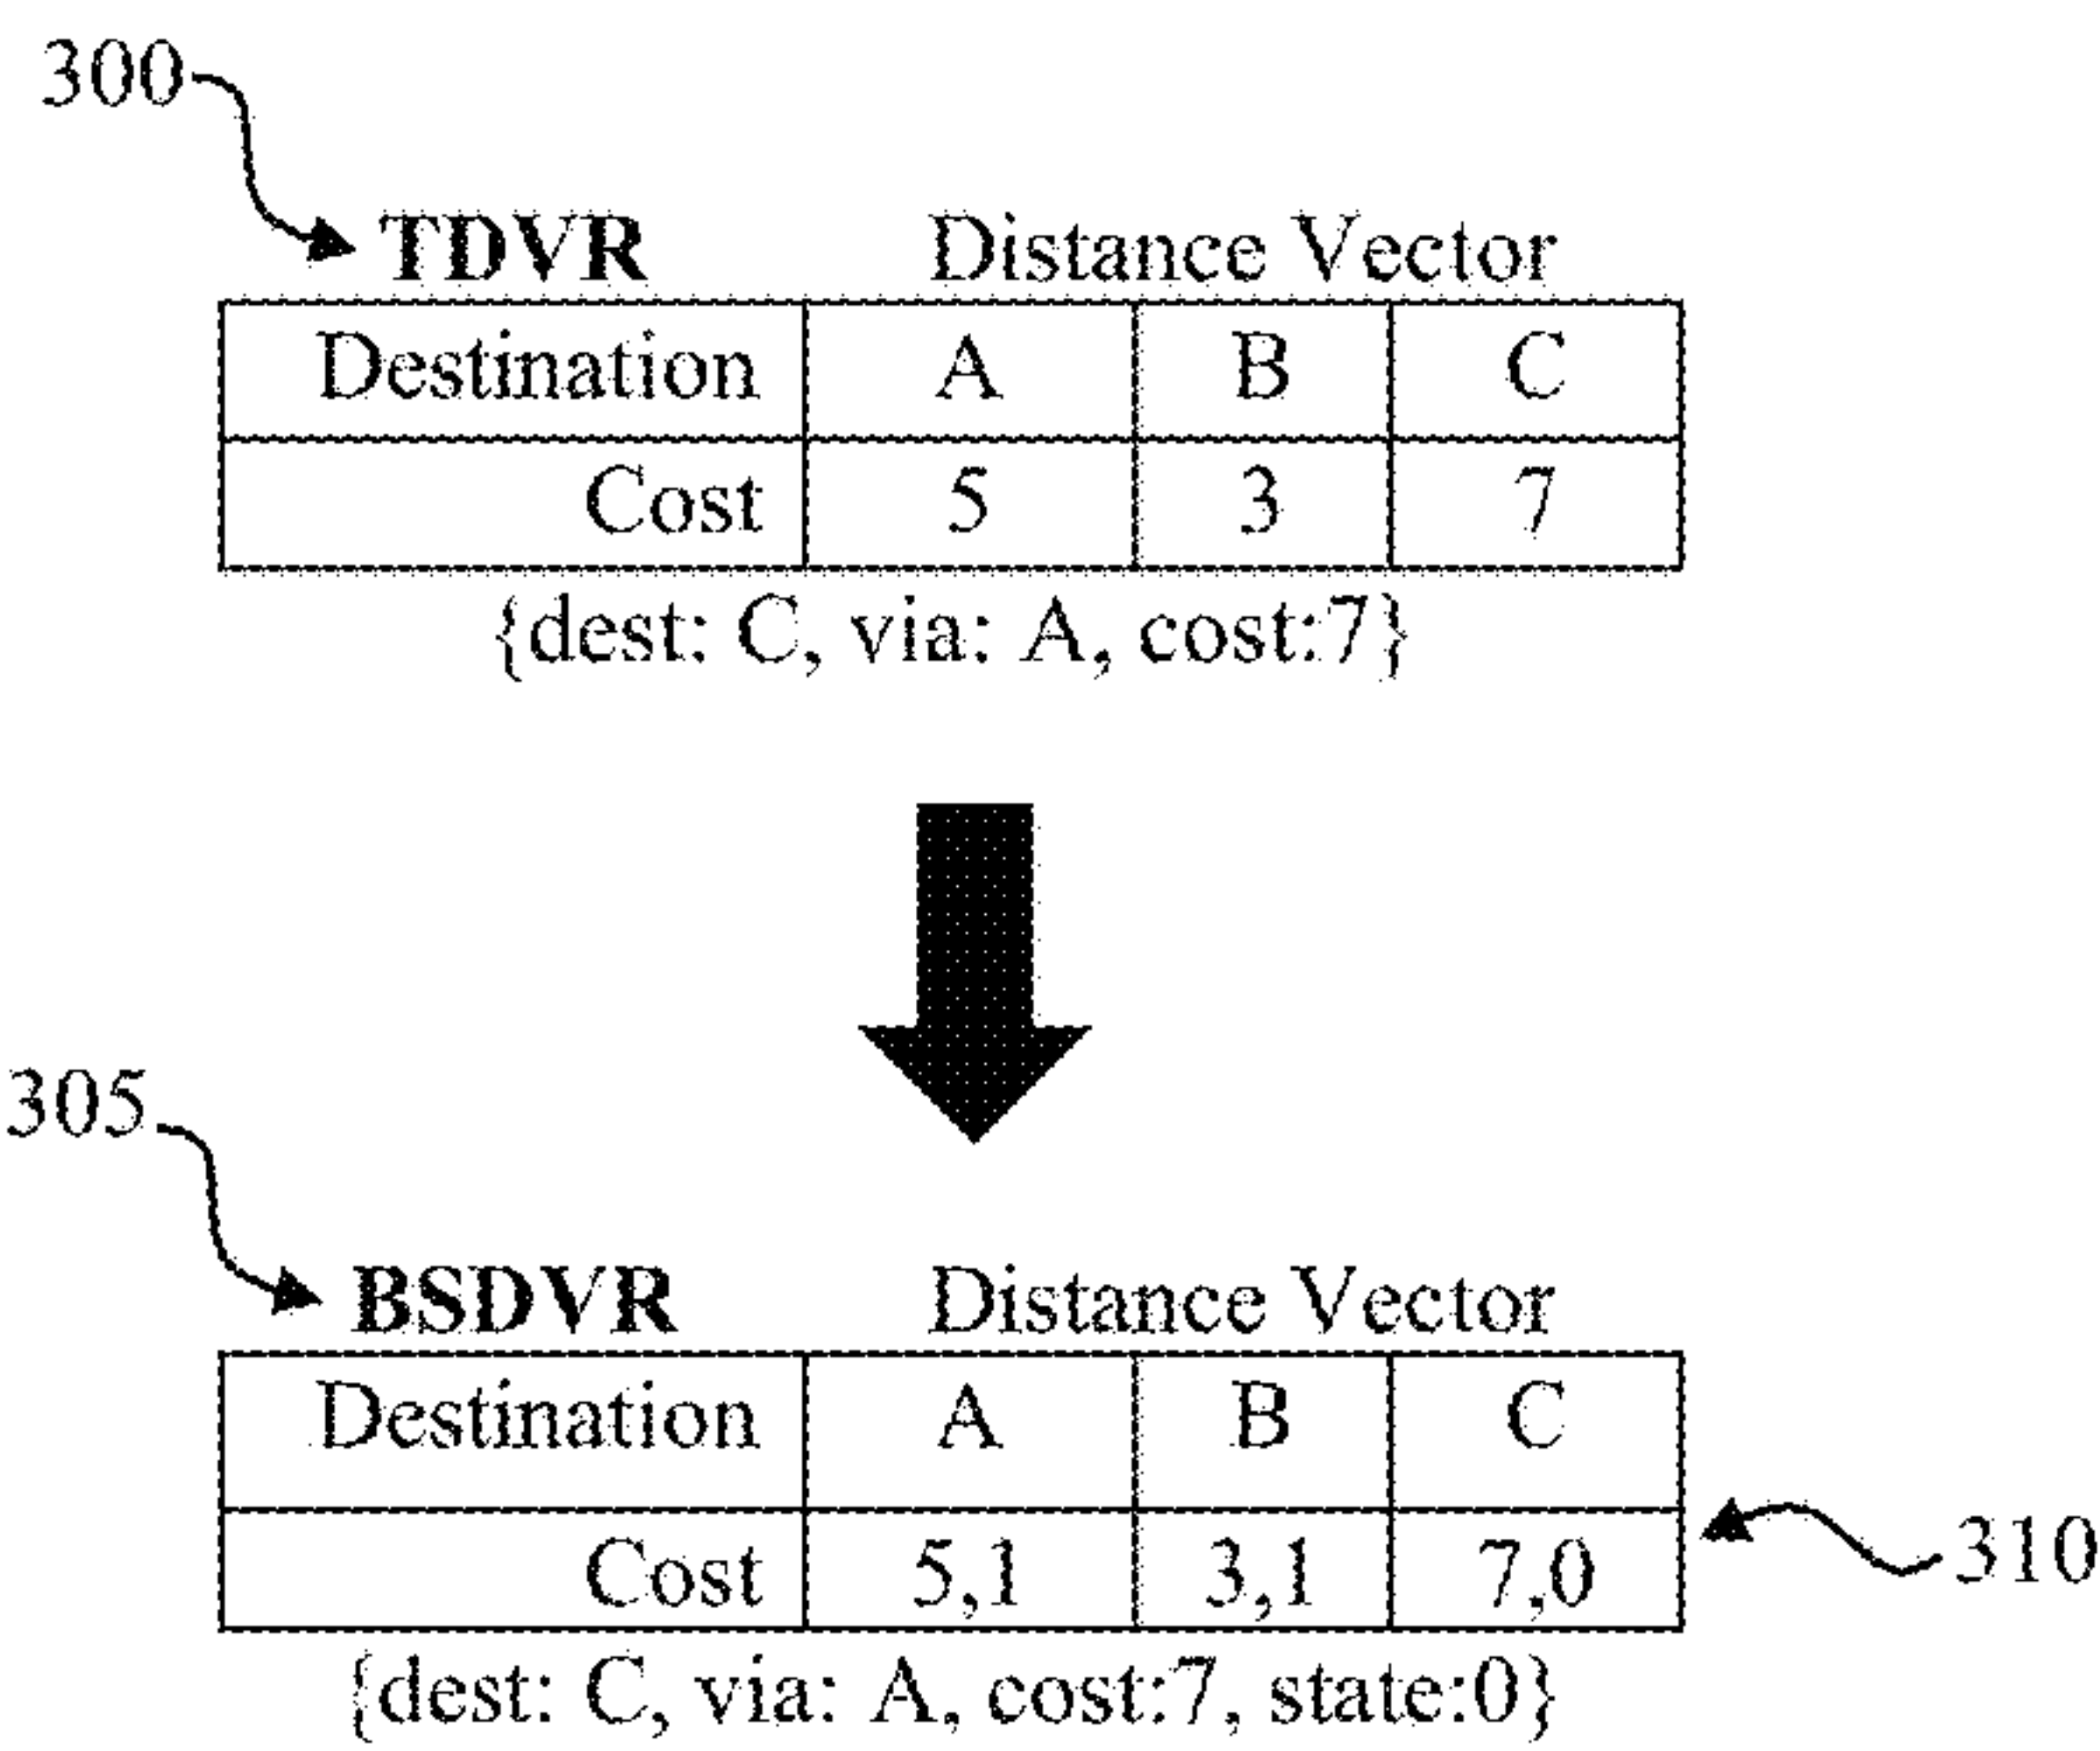 300
TDVR Distance Vector
Destination A B C
Cost 5 3 7
{dest: C, via: A, cost:7}
305
BSDVR Distance Vector
Destination A B C
Cost 5,1 3,1 7,0
310
{dest: C, via: A, cost:7, state:0}